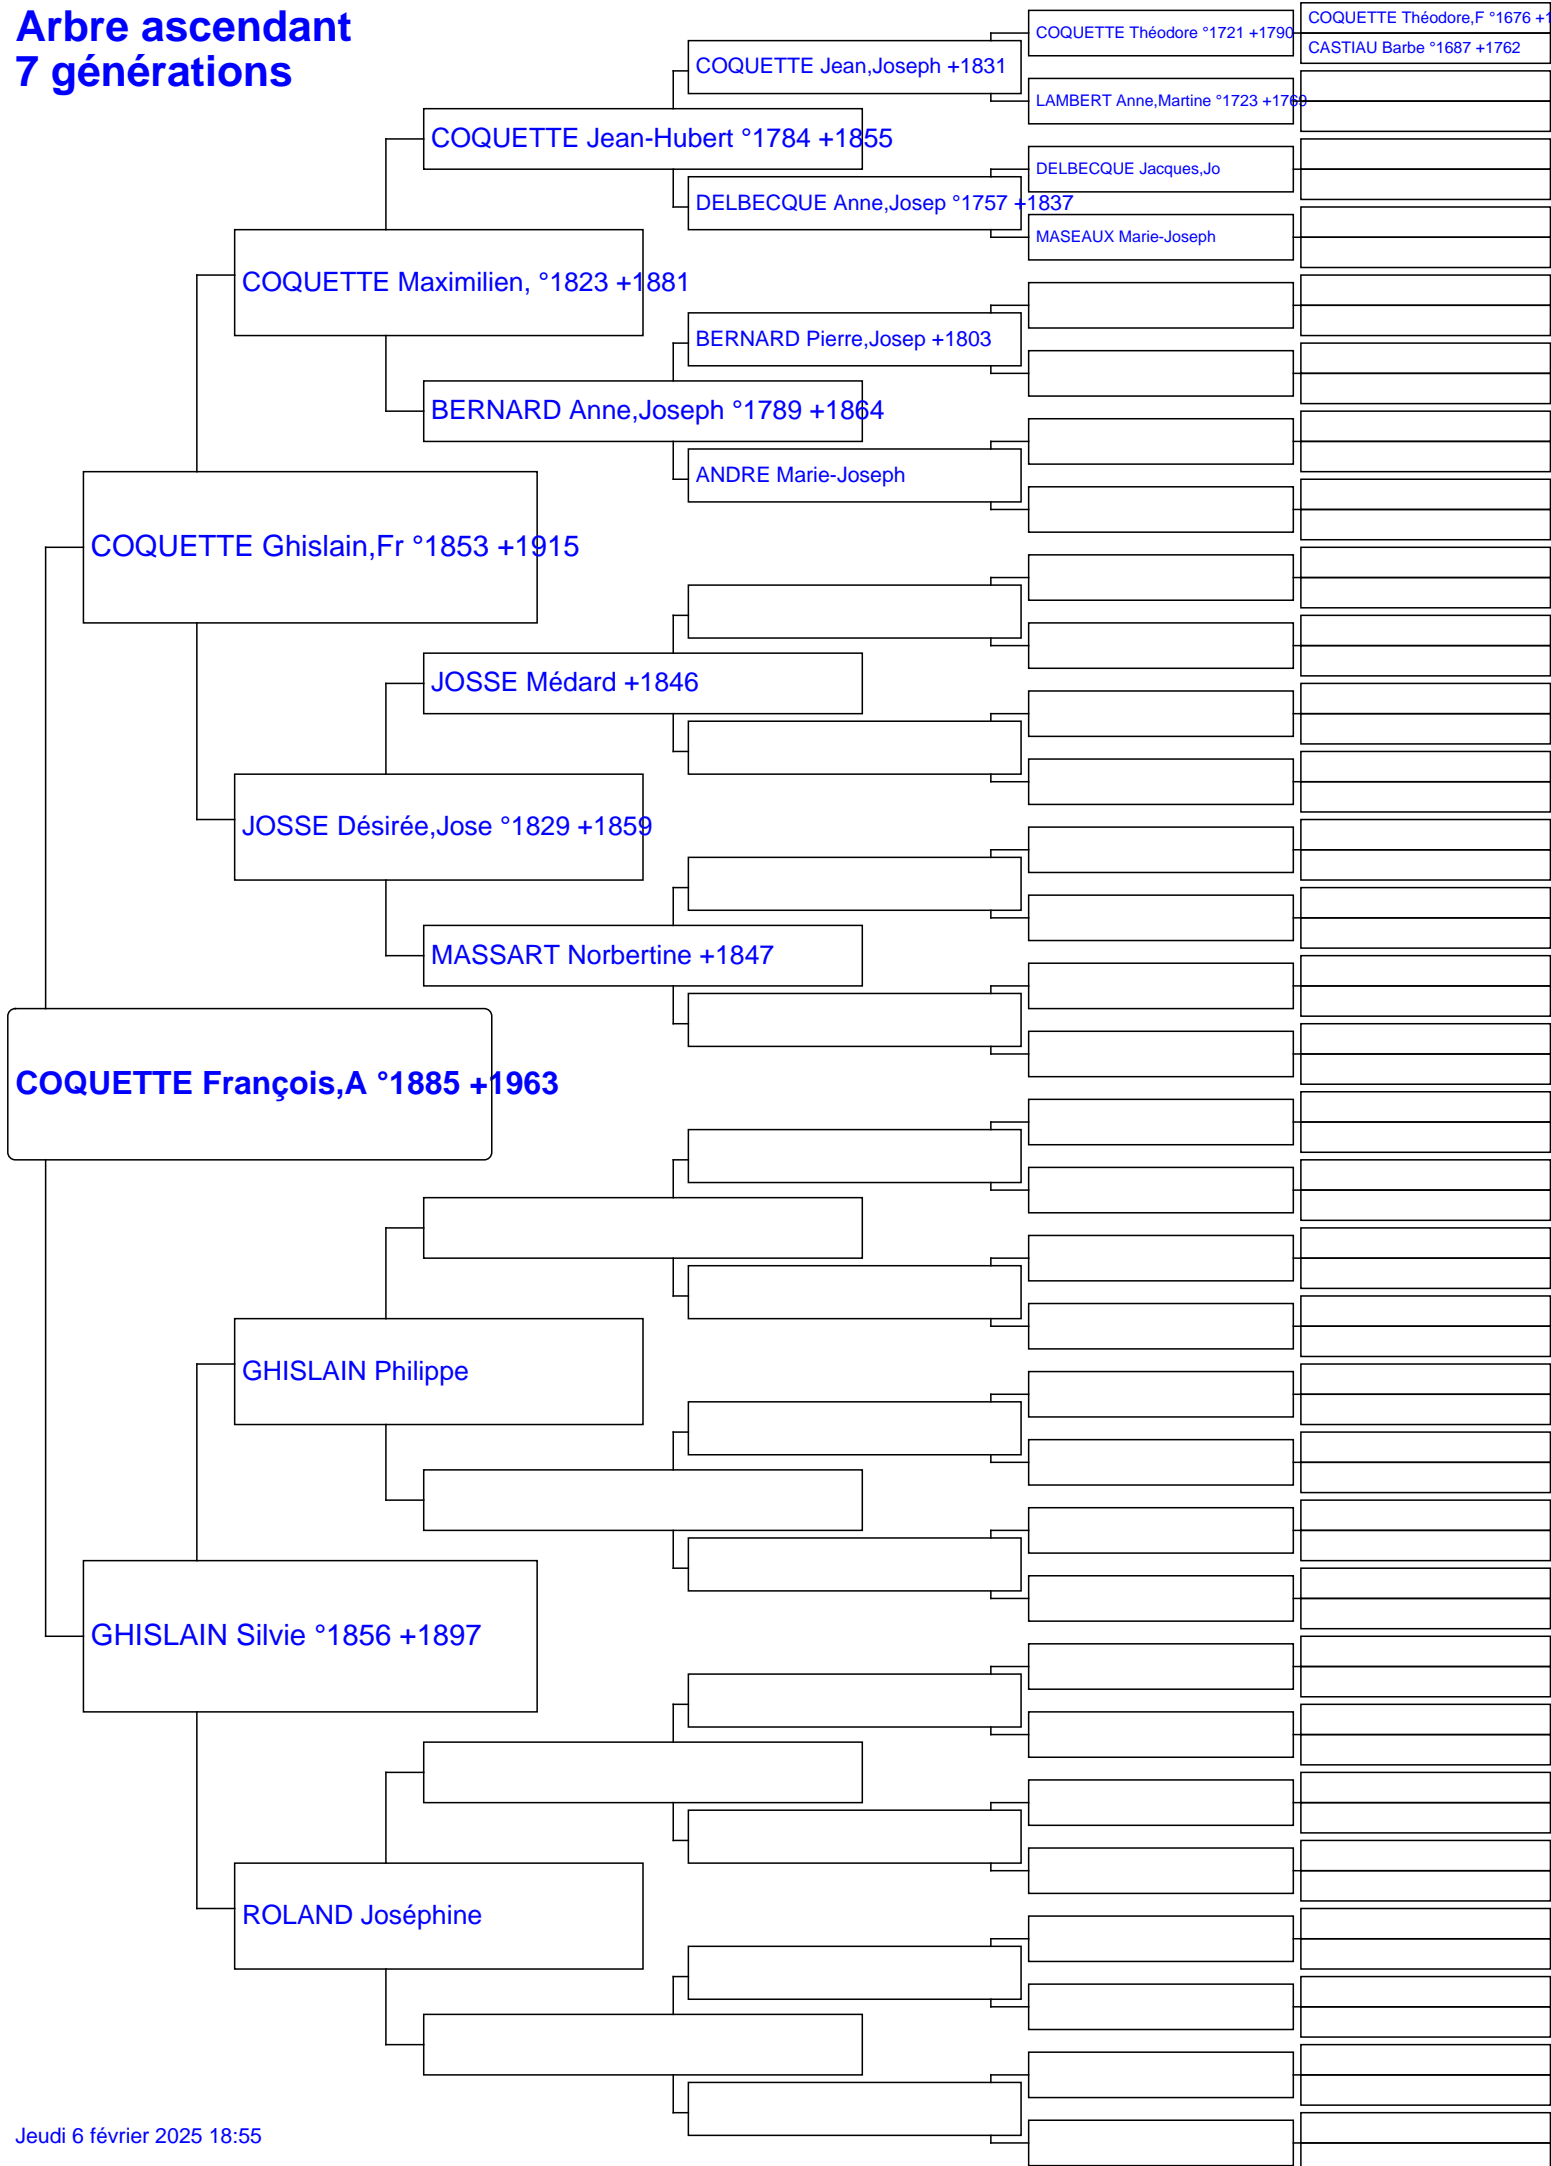 Arbre ascendant
7 générations
COQUETTE Théodore,F °1676 +1
COQUETTE Théodore °1721 +1790
CASTIAU Barbe °1687 +1762
COQUETTE Jean,Joseph +1831
LAMBERT Anne,Martine °1723 +1769
COQUETTE Jean-Hubert °1784 +1855
DELBECQUE Jacques,Jo
DELBECQUE Anne,Josep °1757 +1837
MASEAUX Marie-Joseph
COQUETTE Maximilien, °1823 +1881
BERNARD Pierre,Josep +1803
BERNARD Anne,Joseph °1789 +1864
ANDRE Marie-Joseph
COQUETTE Ghislain,Fr °1853 +1915
JOSSE Médard +1846
JOSSE Désirée,Jose °1829 +1859
MASSART Norbertine +1847
COQUETTE François,A °1885 +1963
GHISLAIN Philippe
GHISLAIN Silvie °1856 +1897
ROLAND Joséphine
Jeudi 6 février 2025 18:55